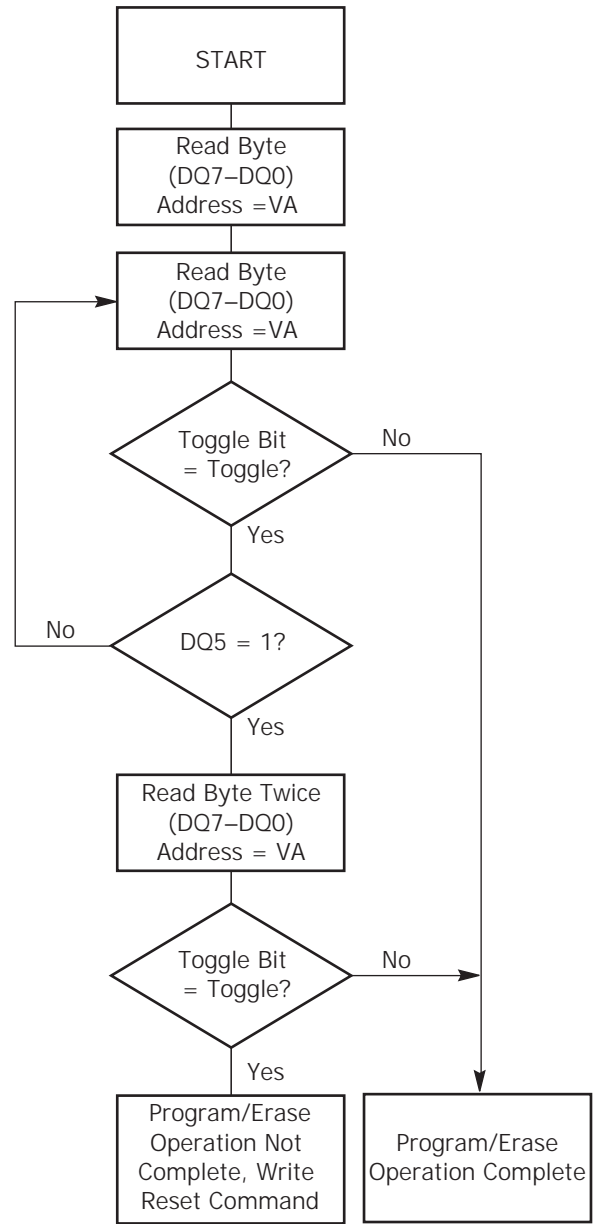 START
Read Byte
(DQ7–DQ0)
Address =VA
Read Byte
(DQ7–DQ0)
Address =VA
Toggle Bit
= Toggle?
No
Yes
No
DQ5 = 1?
Yes
Read Byte Twice
(DQ7–DQ0)
Address = VA
Toggle Bit
= Toggle?
No
Yes
Program/Erase
Operation Not
Complete, Write
Reset Command
Program/Erase
Operation Complete